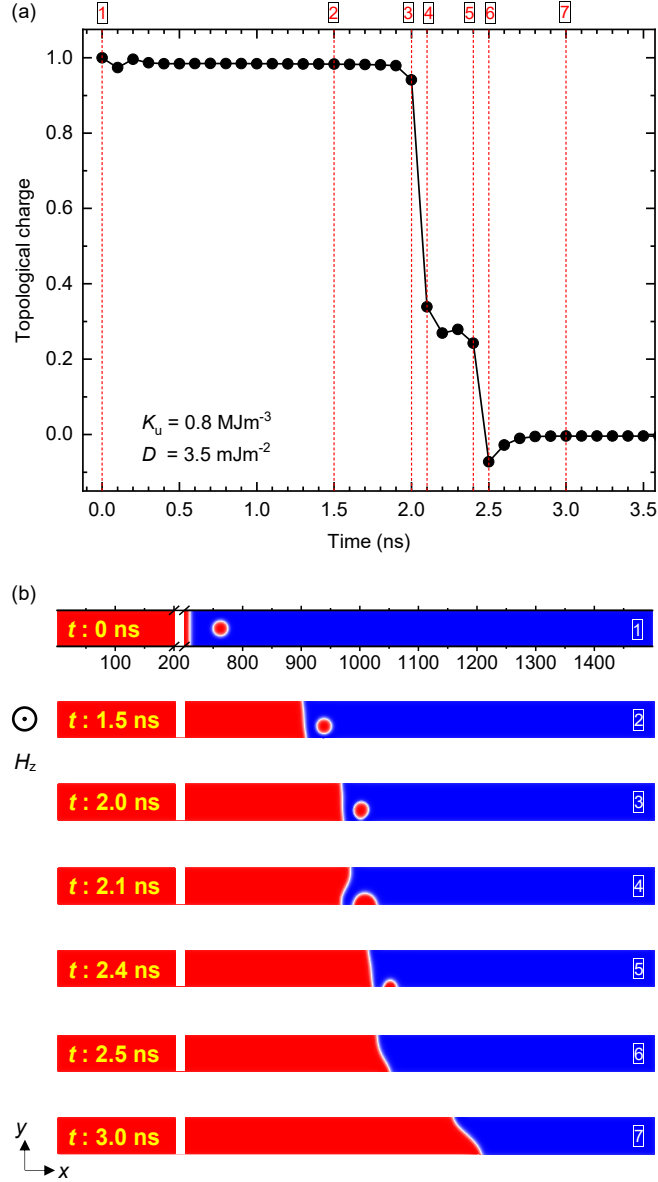 (a)
1 2 3 4 5 6 7
1.0
0.8
0.6
0.4
0.2
0.0
Topological charge
K_u = 0.8 MJm⁻³
D = 3.5 mJm⁻²
0.0 0.5 1.0 1.5 2.0 2.5 3.0 3.5
Time (ns)
(b)
t : 0 ns 1
100 200 800 900 1000 1100 1200 1300 1400
t : 1.5 ns 2
H_z
t : 2.0 ns 3
t : 2.1 ns 4
t : 2.4 ns 5
t : 2.5 ns 6
t : 3.0 ns 7
y
x